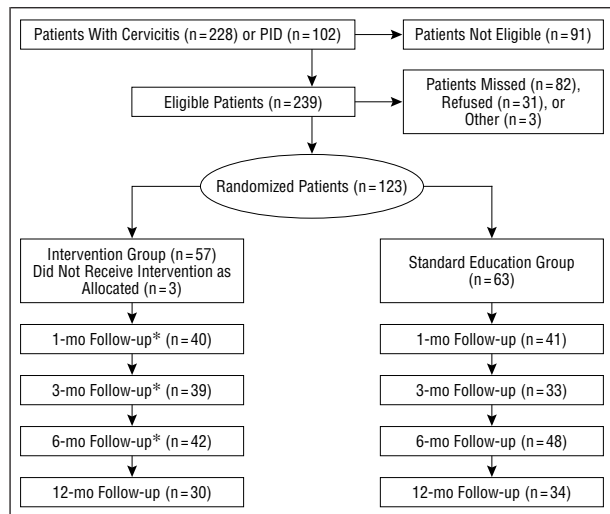 Patients With Cervicitis (n=228) or PID (n=102)
Patients Not Eligible (n=91)
Eligible Patients (n=239)
Patients Missed (n=82),
Refused (n=31), or
Other (n=3)
Randomized Patients (n=123)
Intervention Group (n=57)
Did Not Receive Intervention as
Allocated (n=3)
Standard Education Group
(n=63)
1-mo Follow-up* (n=40)
1-mo Follow-up (n=41)
3-mo Follow-up* (n=39)
3-mo Follow-up (n=33)
6-mo Follow-up* (n=42)
6-mo Follow-up (n=48)
12-mo Follow-up (n=30)
12-mo Follow-up (n=34)